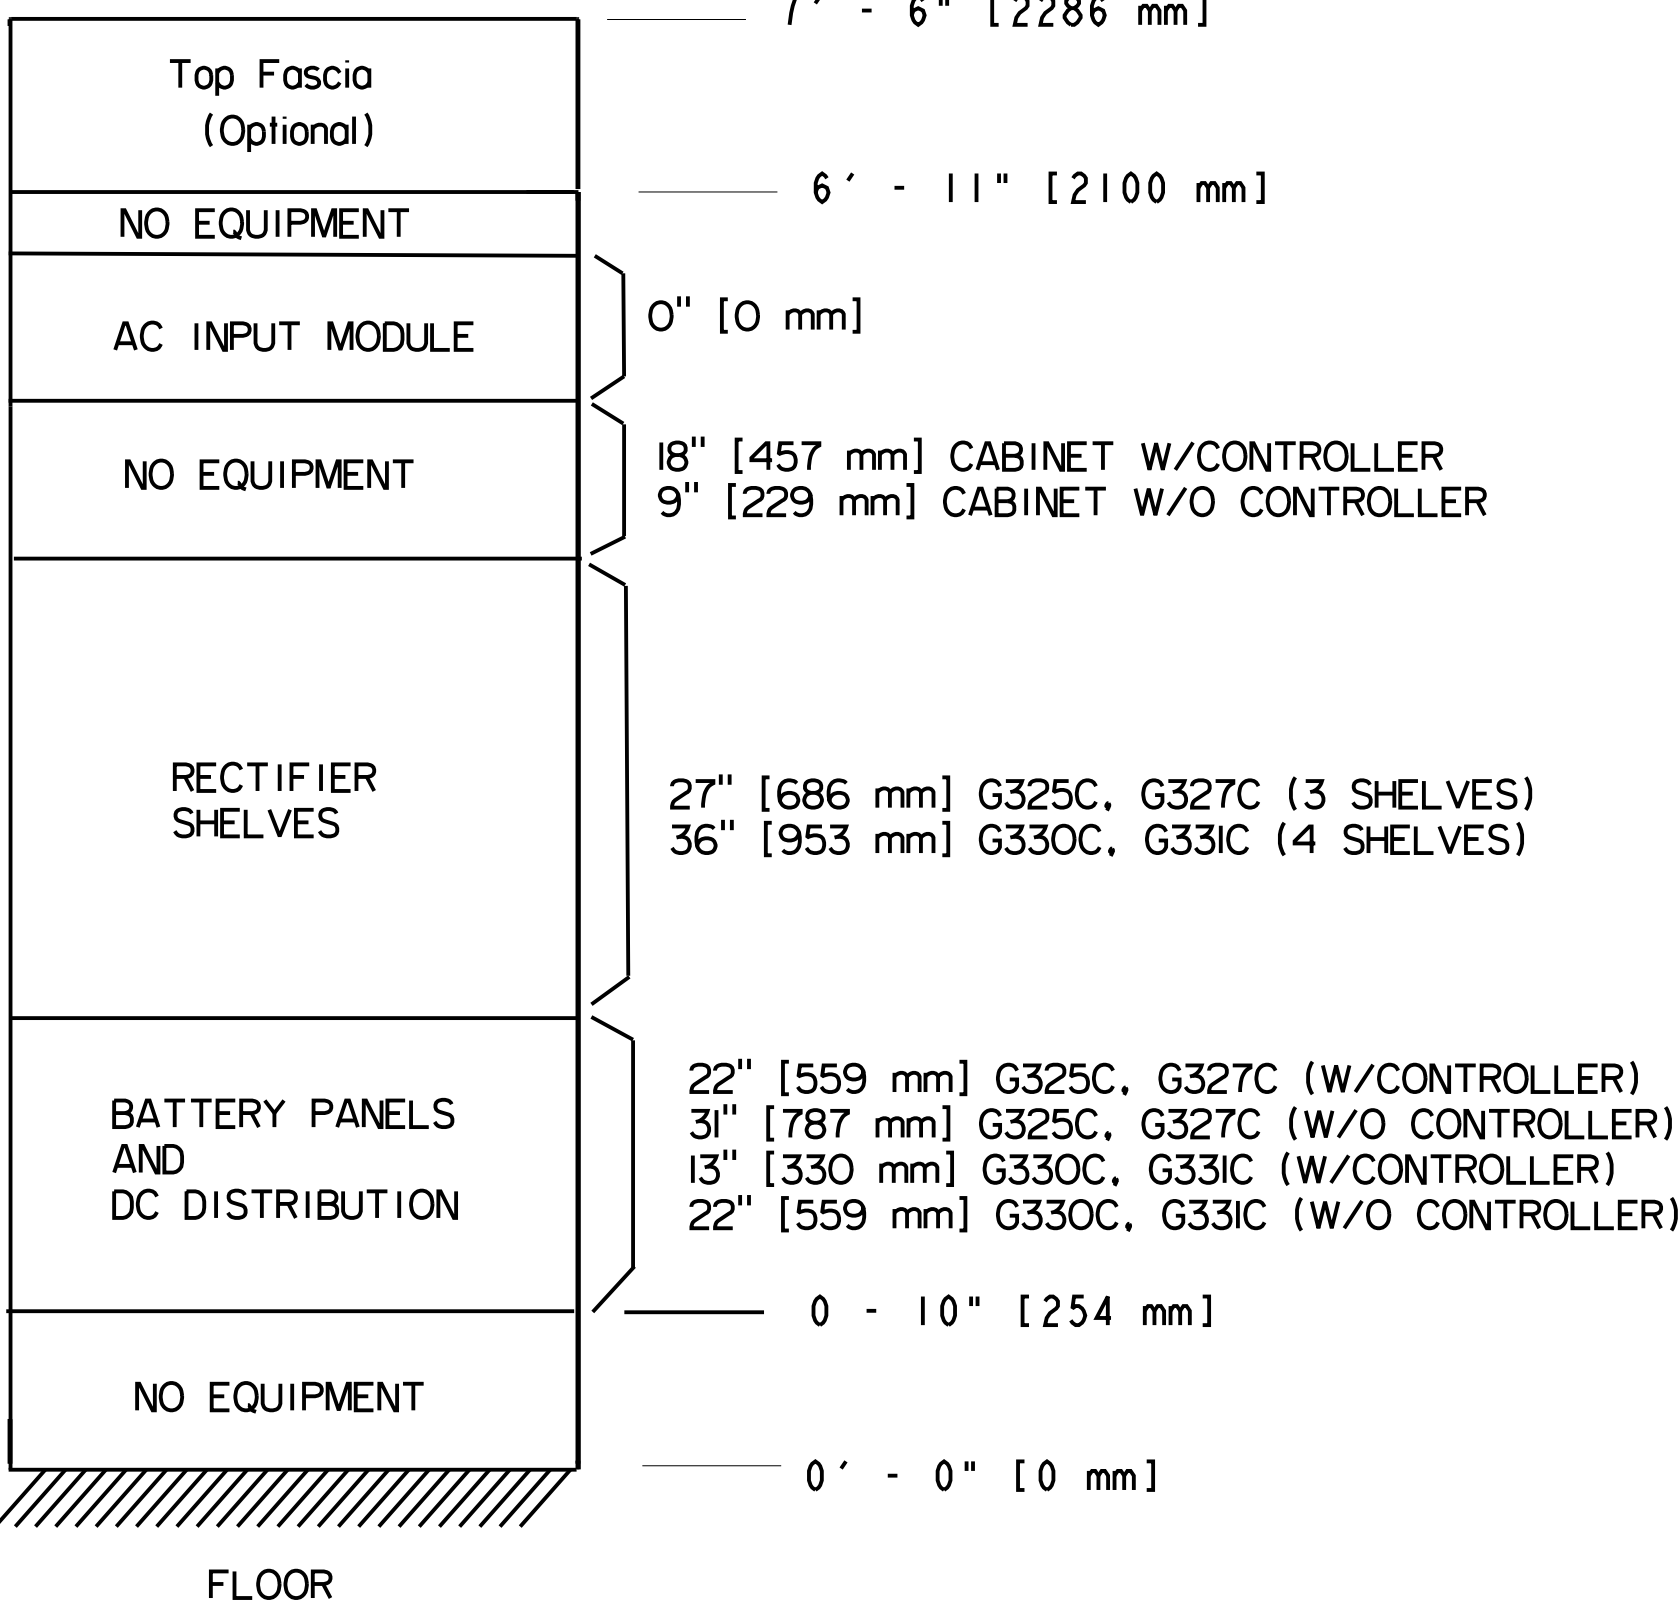 7' - 6" [2286 mm]
Top Fascia
(Optional)
6' - 11" [2100 mm]
NO EQUIPMENT
AC INPUT MODULE
0" [0 mm]
NO EQUIPMENT
18" [457 mm] CABINET W/CONTROLLER
9" [229 mm] CABINET W/O CONTROLLER
RECTIFIER
SHELVES
27" [686 mm] G325C, G327C (3 SHELVES)
36" [953 mm] G330C, G331C (4 SHELVES)
BATTERY PANELS
AND
DC DISTRIBUTION
22" [559 mm] G325C, G327C (W/CONTROLLER)
31" [787 mm] G325C, G327C (W/O CONTROLLER)
13" [330 mm] G330C, G331C (W/CONTROLLER)
22" [559 mm] G330C, G331C (W/O CONTROLLER)
0 - 10" [254 mm]
NO EQUIPMENT
0' - 0" [0 mm]
FLOOR